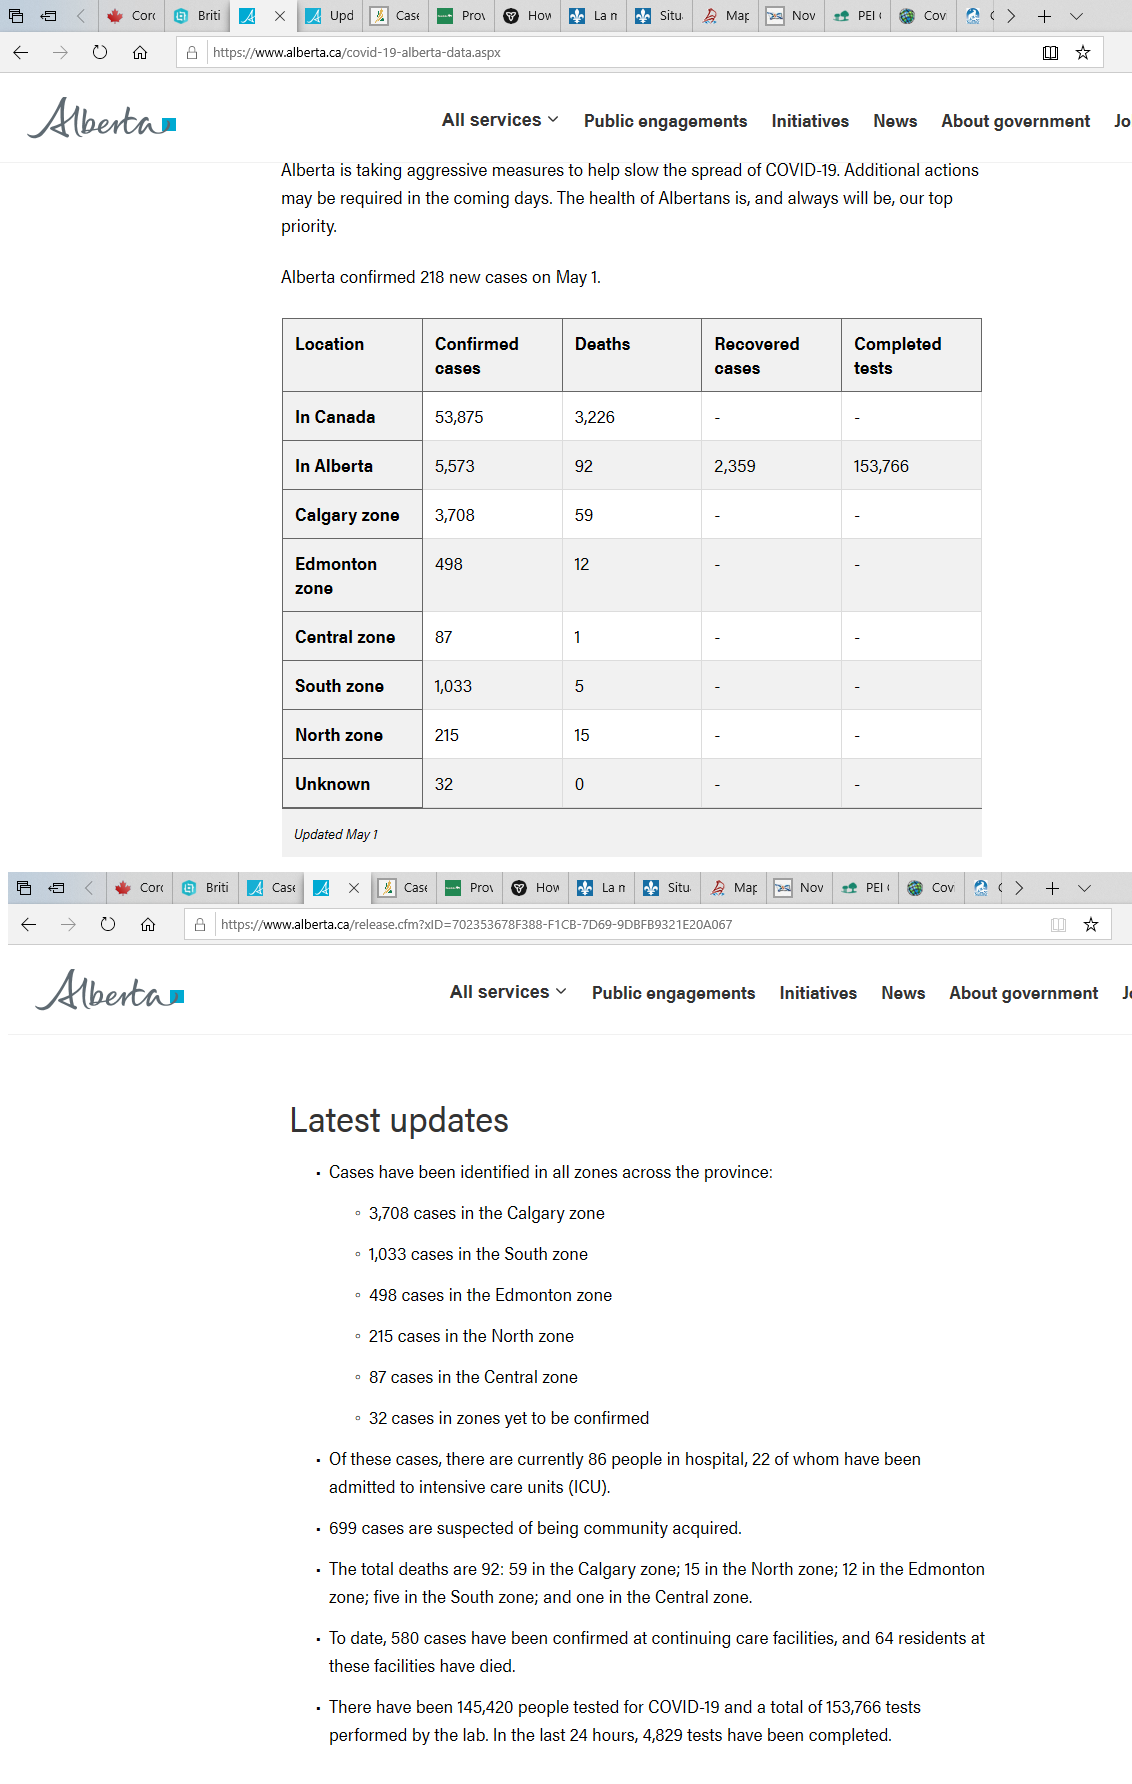 Corc Briti Upd Case Prov How La n Situ Map Nov PEI ( Cov (
https://www.alberta.ca/covid-19-alberta-data.aspx
Alberta
All services Public engagements Initiatives News About government Jo
Alberta is taking aggressive measures to help slow the spread of COVID-19. Additional actions
may be required in the coming days. The health of Albertans is, and always will be, our top
priority.
Alberta confirmed 218 new cases on May 1.
Location Confirmed cases Deaths Recovered cases Completed tests
In Canada 53,875 3,226 - -
In Alberta 5,573 92 2,359 153,766
Calgary zone 3,708 59 - -
Edmonton zone 498 12 - -
Central zone 87 1 - -
South zone 1,033 5 - -
North zone 215 15 - -
Unknown 32 0 - -
Updated May 1
Corc Briti Case Case Prov How La n Situ Map Nov PEI ( Cov (
https://www.alberta.ca/release.cfm?xID=702353678F388-F1CB-7D69-9DBFB9321E20A067
Alberta
All services Public engagements Initiatives News About government Jo
Latest updates
• Cases have been identified in all zones across the province:
◦ 3,708 cases in the Calgary zone
◦ 1,033 cases in the South zone
◦ 498 cases in the Edmonton zone
◦ 215 cases in the North zone
◦ 87 cases in the Central zone
◦ 32 cases in zones yet to be confirmed
• Of these cases, there are currently 86 people in hospital, 22 of whom have been
admitted to intensive care units (ICU).
• 699 cases are suspected of being community acquired.
• The total deaths are 92: 59 in the Calgary zone; 15 in the North zone; 12 in the Edmonton
zone; five in the South zone; and one in the Central zone.
• To date, 580 cases have been confirmed at continuing care facilities, and 64 residents at
these facilities have died.
• There have been 145,420 people tested for COVID-19 and a total of 153,766 tests
performed by the lab. In the last 24 hours, 4,829 tests have been completed.